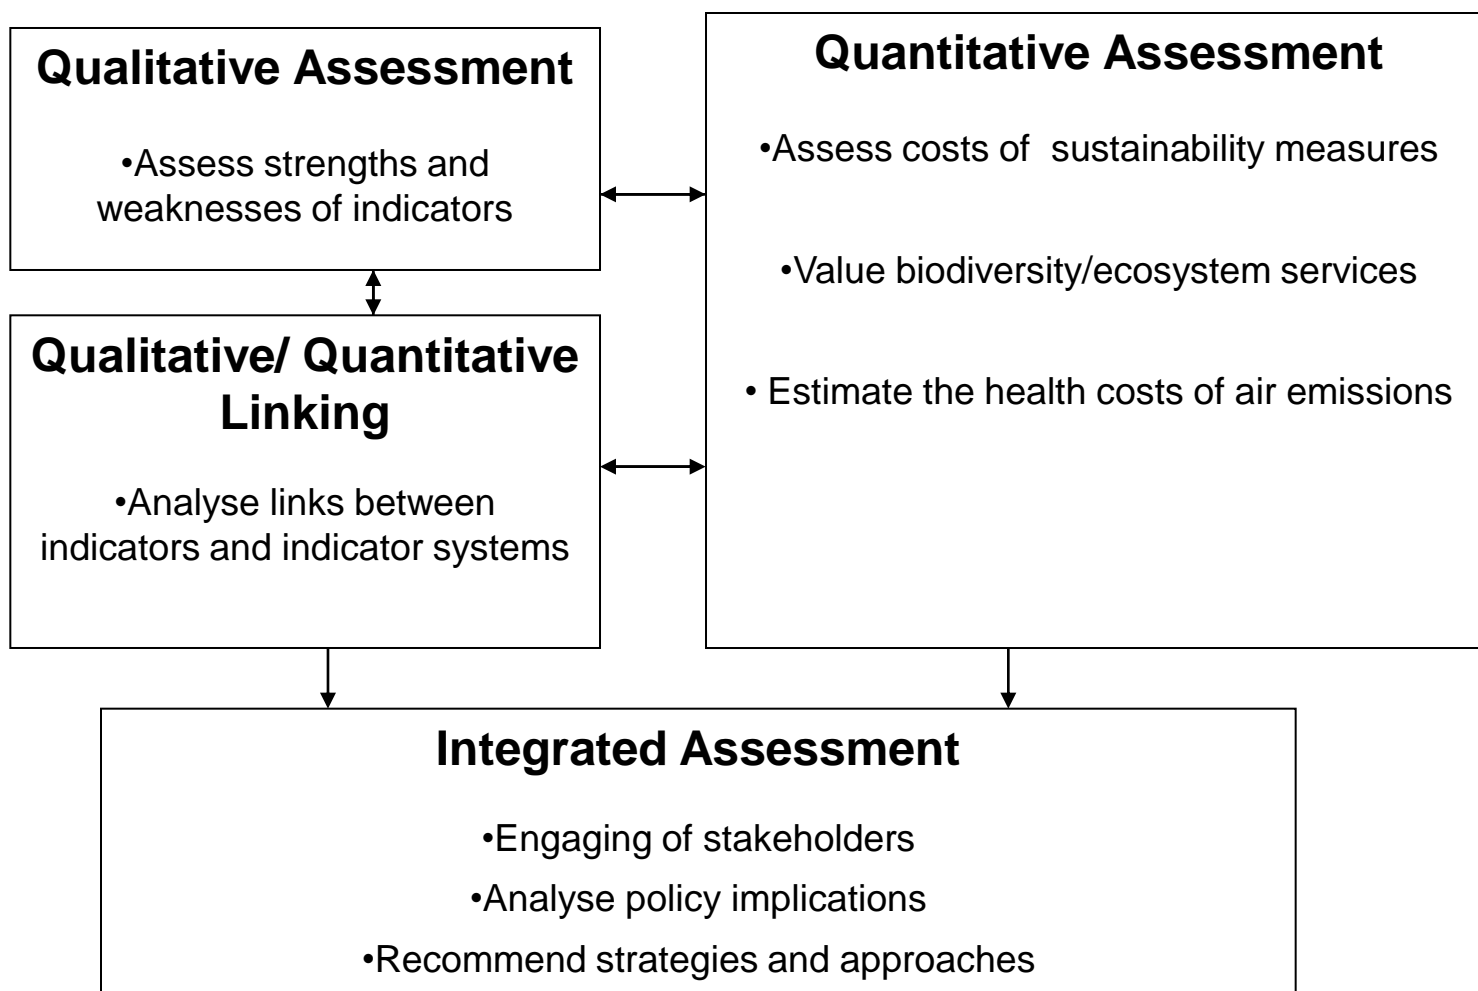 Qualitative Assessment
•Assess strengths and
weaknesses of indicators
Quantitative Assessment
•Assess costs of  sustainability measures
•Value biodiversity/ecosystem services
• Estimate the health costs of air emissions
Qualitative/ Quantitative
Linking
•Analyse links between
indicators and indicator systems
Integrated Assessment
•Engaging of stakeholders
•Analyse policy implications
•Recommend strategies and approaches